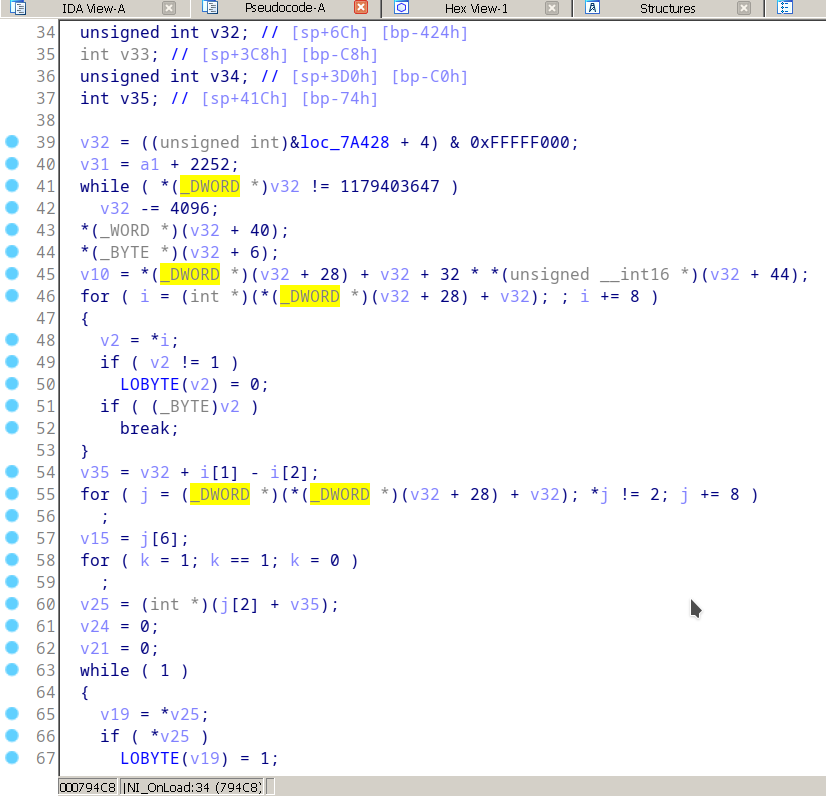 IDA View-A Pseudocode-A Hex View-1 Structures
34 unsigned int v32; // [sp+6Ch] [bp-424h]
35 int v33; // [sp+3C8h] [bp-C8h]
36 unsigned int v34; // [sp+3D0h] [bp-C0h]
37 int v35; // [sp+41Ch] [bp-74h]
38
39 v32 = ((unsigned int)&loc_7A428 + 4) & 0xFFFFF000;
40 v31 = a1 + 2252;
41 while ( *(_DWORD *)v32 != 1179403647 )
42 v32 -= 4096;
43 *(_WORD *)(v32 + 40);
44 *(_BYTE *)(v32 + 6);
45 v10 = *(_DWORD *)(v32 + 28) + v32 + 32 * *(unsigned __int16 *)(v32 + 44);
46 for ( i = (int *)(*(_DWORD *)(v32 + 28) + v32); ; i += 8 )
47 {
48 v2 = *i;
49 if ( v2 != 1 )
50 LOBYTE(v2) = 0;
51 if ( (_BYTE)v2 )
52 break;
53 }
54 v35 = v32 + i[1] - i[2];
55 for ( j = (_DWORD *)(*(_DWORD *)(v32 + 28) + v32); *j != 2; j += 8 )
56 ;
57 v15 = j[6];
58 for ( k = 1; k == 1; k = 0 )
59 ;
60 v25 = (int *)(j[2] + v35);
61 v24 = 0;
62 v21 = 0;
63 while ( 1 )
64 {
65 v19 = *v25;
66 if ( *v25 )
67 LOBYTE(v19) = 1;
000794C8 JNI_OnLoad:34 (794C8)